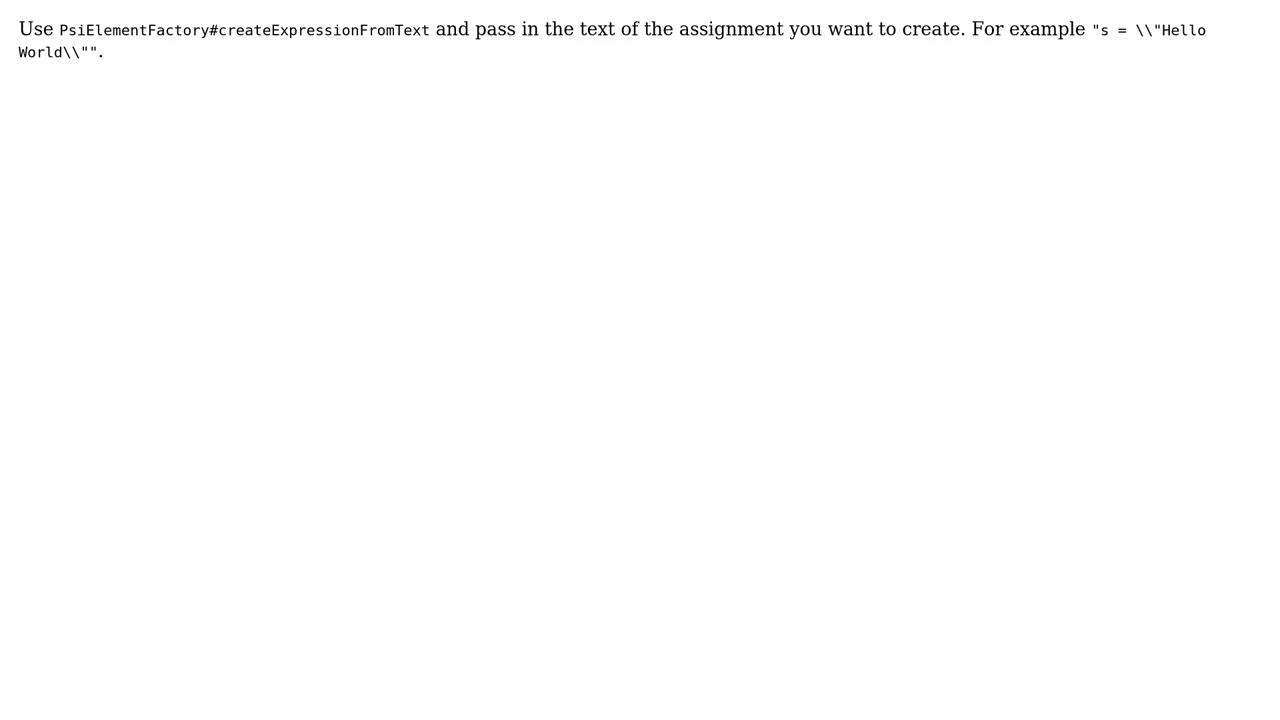 Use PsiElementFactory#createExpressionFromText and pass in the text of the assignment you want to create. For example "s = \\"Hello
World\\"".